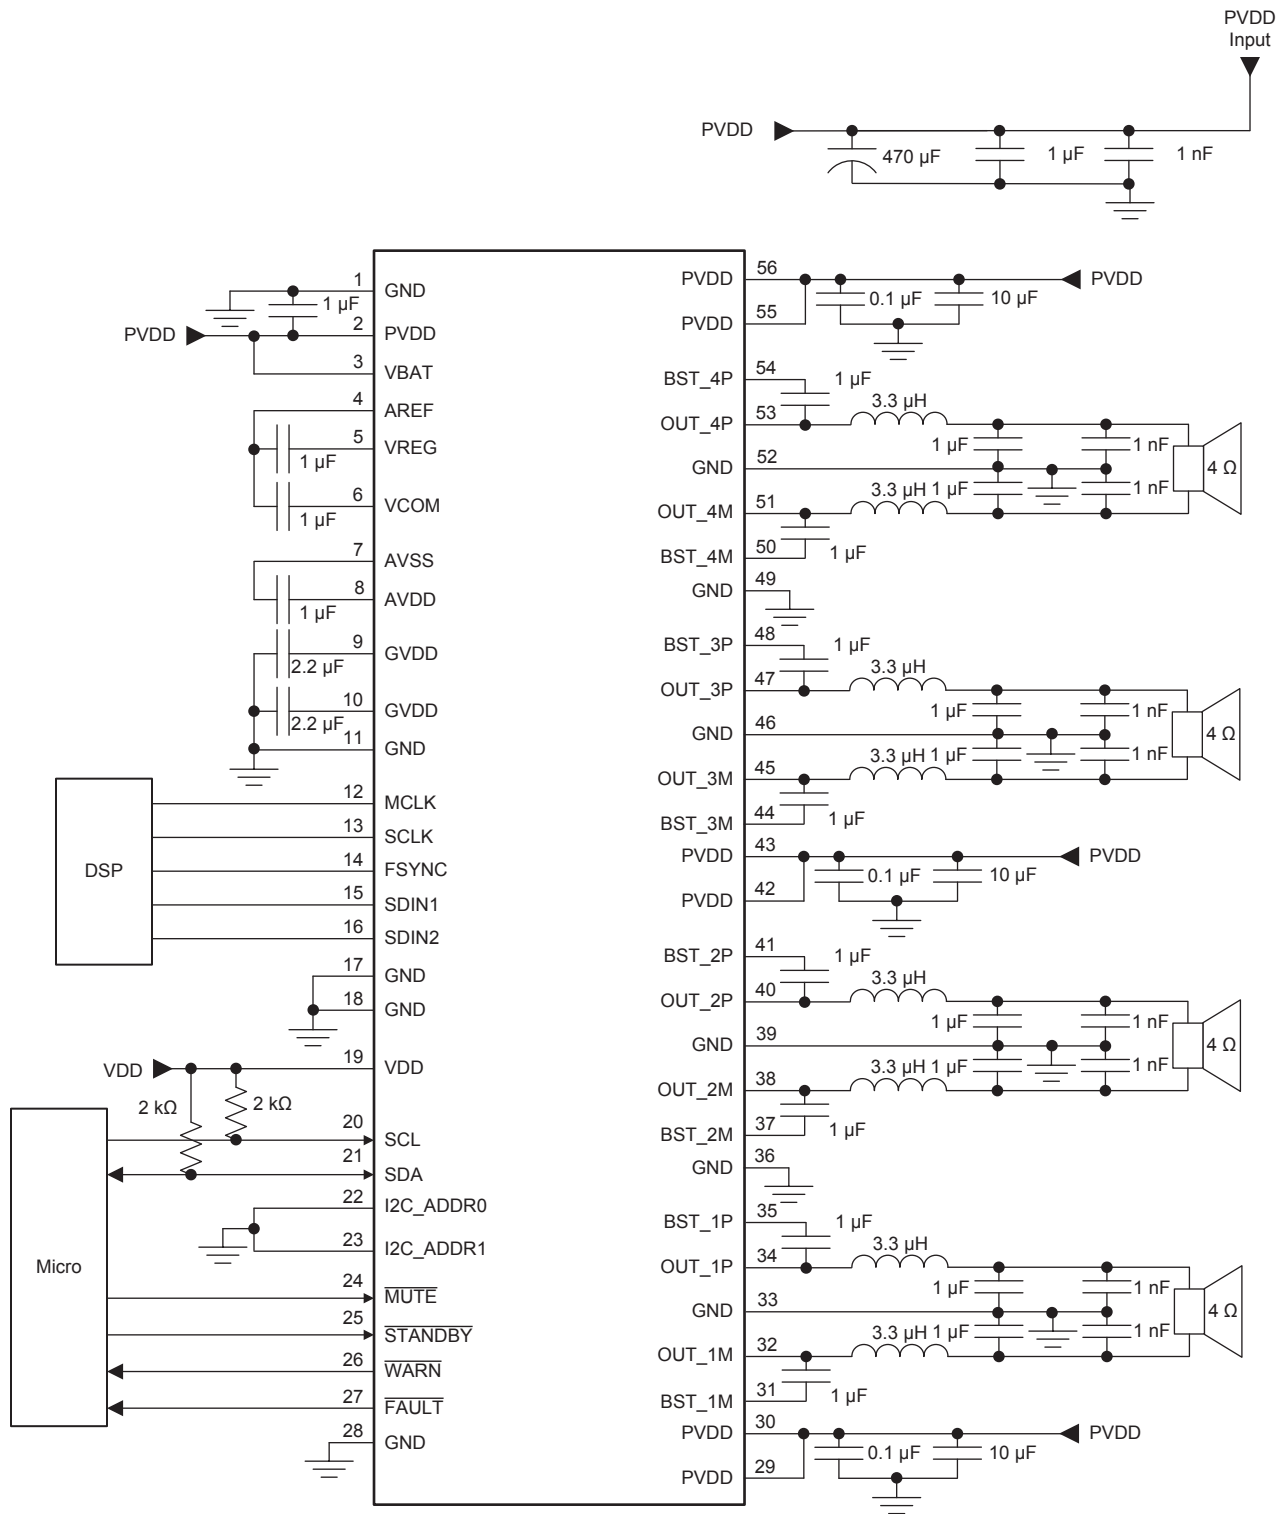 PVDD
Input
PVDD
470 µF
1 µF
1 nF
1
GND
1 µF
PVDD
2
PVDD
3
VBAT
4
AREF
5
VREG
1 µF
6
VCOM
1 µF
7
AVSS
8
AVDD
1 µF
9
GVDD
2.2 µF
10
GVDD
2.2 µF
11
GND
DSP
12
MCLK
13
SCLK
14
FSYNC
15
SDIN1
16
SDIN2
17
GND
18
GND
VDD
19
VDD
2 kΩ
2 kΩ
Micro
20
SCL
21
SDA
22
I2C_ADDR0
23
I2C_ADDR1
24
MUTE
25
STANDBY
26
WARN
27
FAULT
28
GND
PVDD
56
PVDD
0.1 µF
10 µF
PVDD
55
BST_4P
54
1 µF
OUT_4P
53
3.3 µH
1 µF
1 nF
GND
52
4 Ω
3.3 µH
1 µF
1 nF
OUT_4M
51
BST_4M
50
1 µF
GND
49
BST_3P
48
1 µF
OUT_3P
47
3.3 µH
1 µF
1 nF
GND
46
4 Ω
3.3 µH
1 µF
1 nF
OUT_3M
45
BST_3M
44
1 µF
PVDD
43
PVDD
0.1 µF
10 µF
PVDD
42
BST_2P
41
1 µF
OUT_2P
40
3.3 µH
1 µF
1 nF
GND
39
4 Ω
3.3 µH
1 µF
1 nF
OUT_2M
38
BST_2M
37
1 µF
GND
36
BST_1P
35
1 µF
OUT_1P
34
3.3 µH
1 µF
1 nF
GND
33
4 Ω
3.3 µH
1 µF
1 nF
OUT_1M
32
BST_1M
31
1 µF
PVDD
30
PVDD
0.1 µF
10 µF
PVDD
29